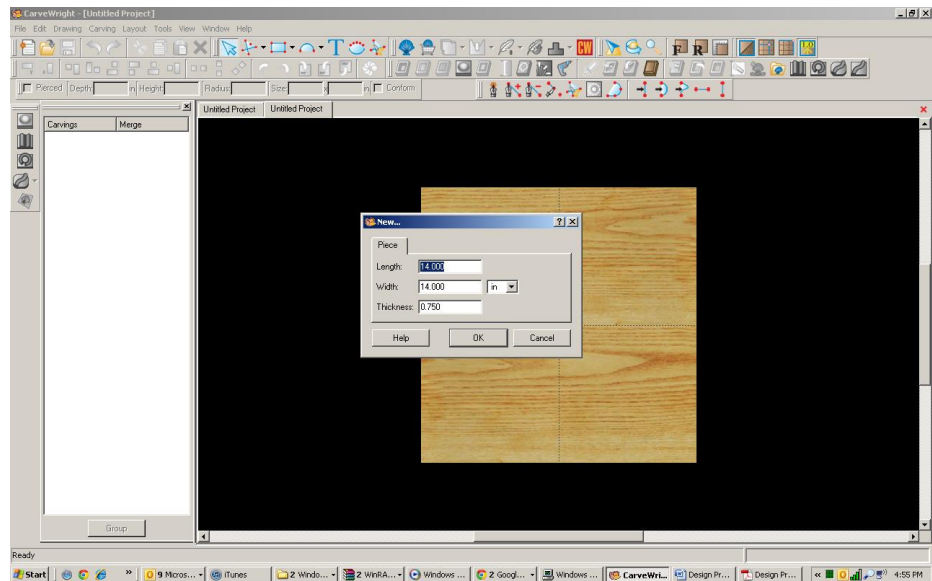 CarveWright - [Untitled Project]
File Edit Drawing Carving Layout Tools View Window Help
T CW F R
Pierced Depth: in Height: Radius: Size: x in Conform
Untitled Project Untitled Project
Carvings Merge
New...
Piece
Length: 14.000
Width: 14.000 in
Thickness: 0.750
Help OK Cancel
Group
Ready
Start 9 Micros... iTunes 2 Windo... 2 WinRA... Windows ... 2 Googl... Windows ... CarveWri... Design Pr... Design Pr... 4:55 PM